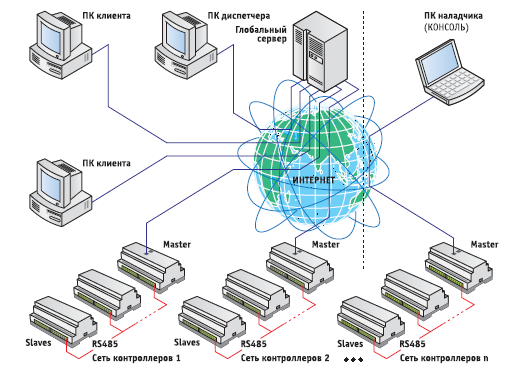 ПК клиента
ПК диспетчера
Глобальный
сервер
ПК наладчика
(КОНСОЛЬ)
ПК клиента
ИНТЕРНЕТ
Master
Master
Master
Slaves
RS485
Slaves
RS485
Slaves
RS485
Сеть контроллеров 1
Сеть контроллеров 2
Сеть контроллеров n